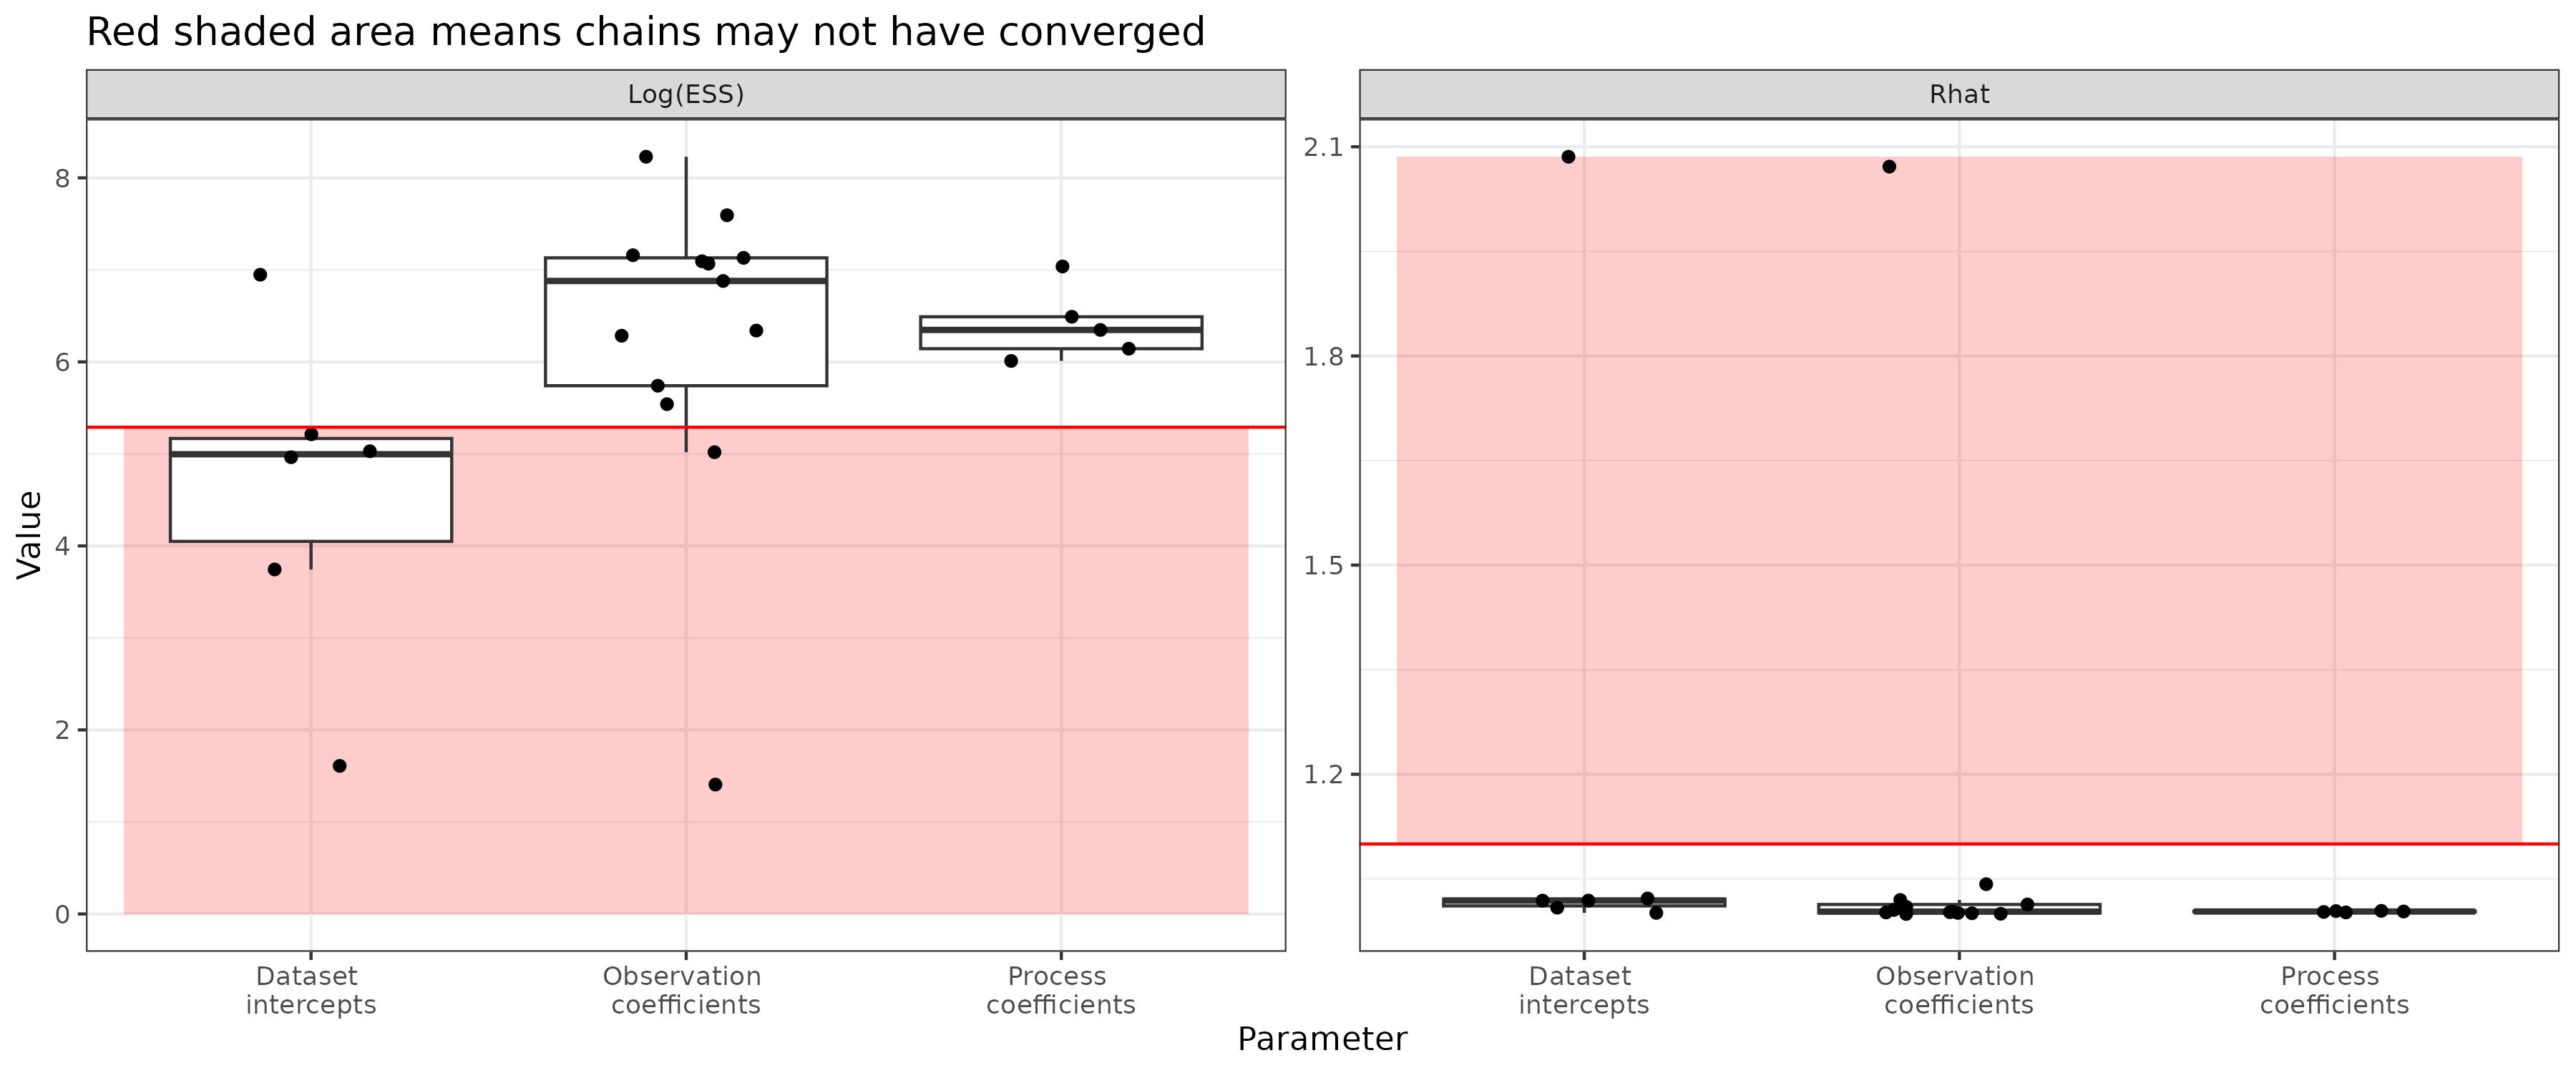 Red shaded area means chains may not have converged
Log(ESS)
Rhat
Value
8
6
4
2
0
2.1
1.8
1.5
1.2
Dataset
intercepts
Observation
coefficients
Process
coefficients
Dataset
intercepts
Observation
coefficients
Process
coefficients
Parameter